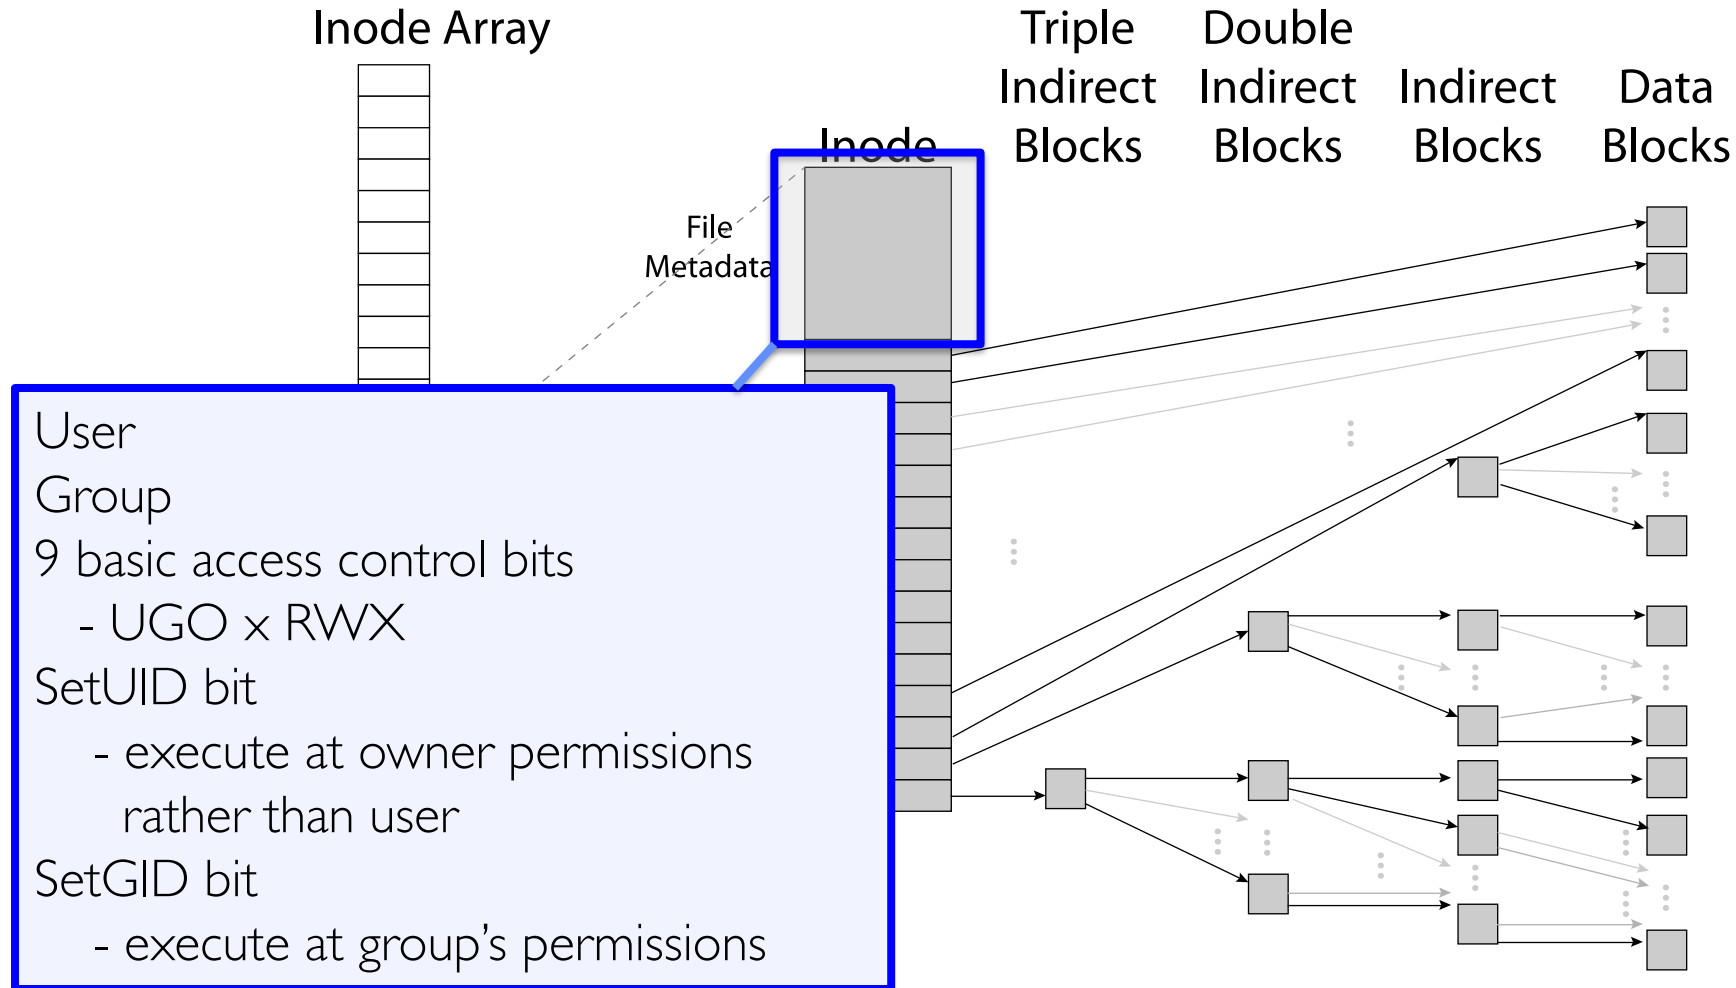 Inode Array
Triple
Indirect
Blocks
Double
Indirect
Blocks
Indirect
Blocks
Data
Blocks
Inode
File
Metadata
User
Group
9 basic access control bits
- UGO x RWX
SetUID bit
- execute at owner permissions
rather than user
SetGID bit
- execute at group’s permissions